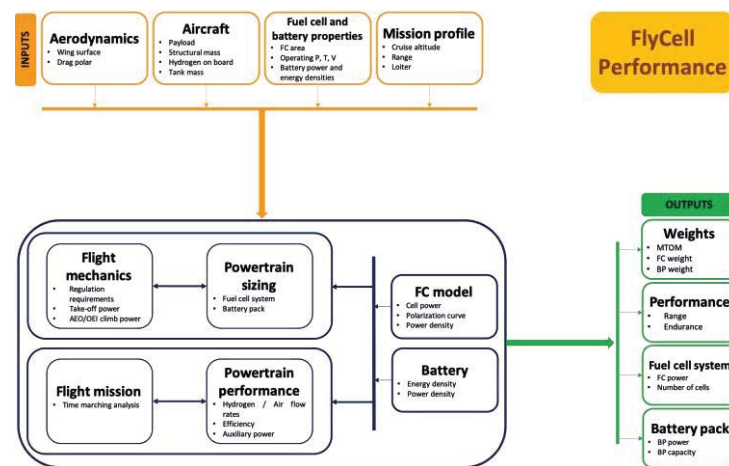 INPUTS
Aerodynamics
• Wing surface
• Drag polar
Aircraft
• Payload
• Structural mass
• Hydrogen on board
• Tank mass
Fuel cell and
battery properties
• FC area
• Operating P, T, V
• Battery power and
energy densities
Mission profile
• Cruise altitude
• Range
• Loiter
FlyCell
Performance
Flight
mechanics
• Regulation
requirements
• Take-off power
• AEO/OEI climb power
Powertrain
sizing
• Fuel cell system
• Battery pack
FC model
• Cell power
• Polarization curve
• Power density
Flight mission
• Time marching analysis
Powertrain
performance
• Hydrogen / Air flow
rates
• Efficiency
• Auxiliary power
Battery
• Energy density
• Power density
OUTPUTS
Weights
• MTOM
• FC weight
• BP weight
Performance
• Range
• Endurance
Fuel cell system
• FC power
• Number of cells
Battery pack
• BP power
• BP capacity